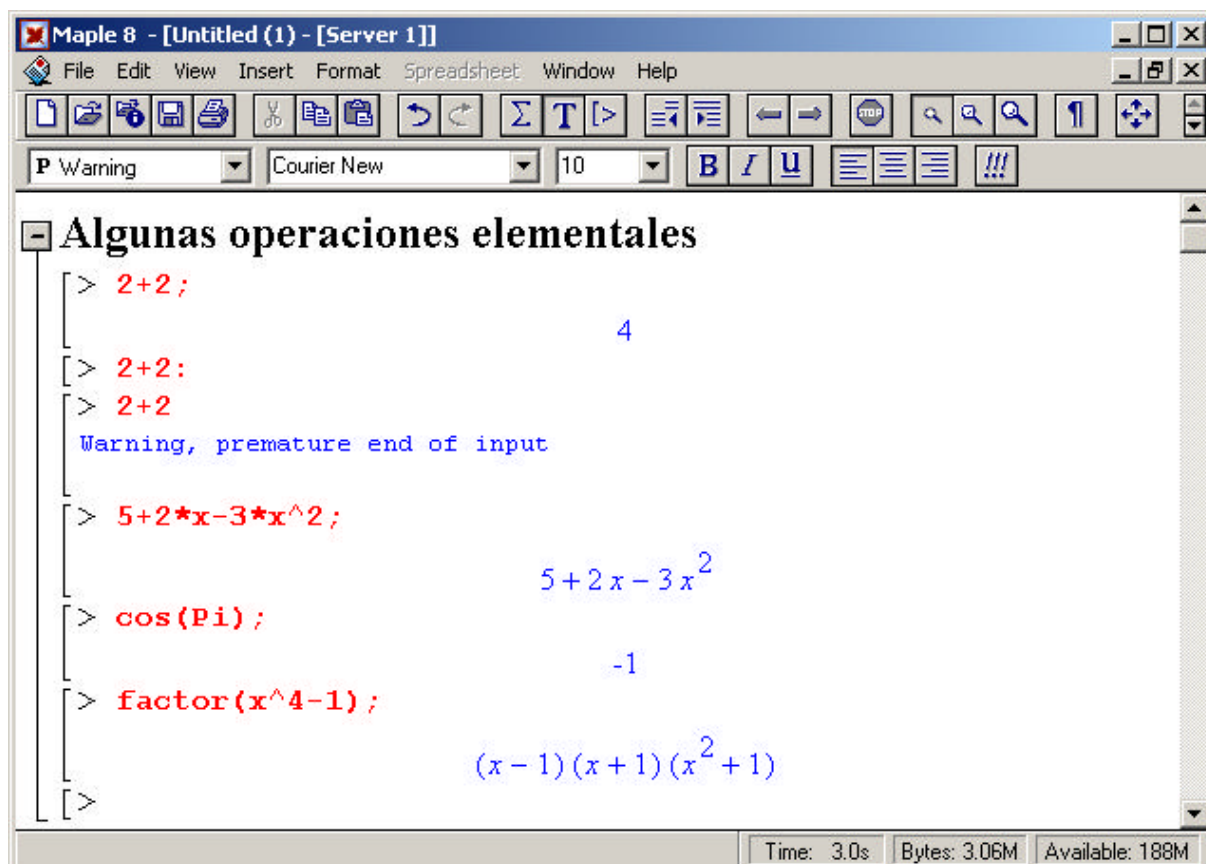 Maple 8 - [Untitled (1) - [Server 1]]
File Edit View Insert Format Spreadsheet Window Help
Σ T [> STOP ¶
P Warning Courier New 10 B I u !!!
Algunas operaciones elementales
[> 2+2;
4
[> 2+2:
[> 2+2
Warning, premature end of input
[> 5+2*x-3*x^2;
5 + 2 x − 3 x²
[> cos(Pi);
-1
[> factor(x^4-1);
(x − 1) (x + 1) (x² + 1)
[>
Time: 3.0s Bytes: 3.06M Available: 188M